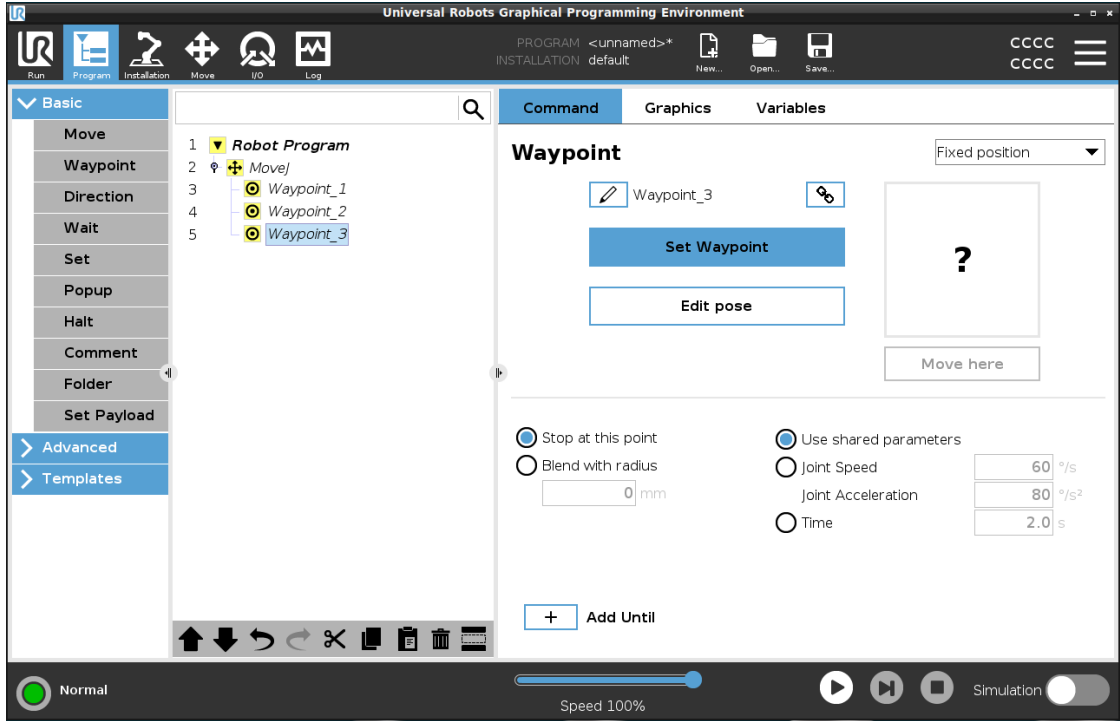 UR
Universal Robots Graphical Programming Environment
UR
Run
Program
Installation
Move
I/O
Log
PROGRAM <unnamed>*
INSTALLATION default
New...
Open...
Save...
CCCC
CCCC
Basic
Move
Waypoint
Direction
Wait
Set
Popup
Halt
Comment
Folder
Set Payload
Advanced
Templates
1 Robot Program
2 MoveJ
3 Waypoint_1
4 Waypoint_2
5 Waypoint_3
Command Graphics Variables
Waypoint
Fixed position
Waypoint_3
Set Waypoint
Edit pose
?
Move here
Stop at this point
Blend with radius
0 mm
Use shared parameters
Joint Speed 60 °/s
Joint Acceleration 80 °/s²
Time 2.0 s
+ Add Until
Normal
Speed 100%
Simulation